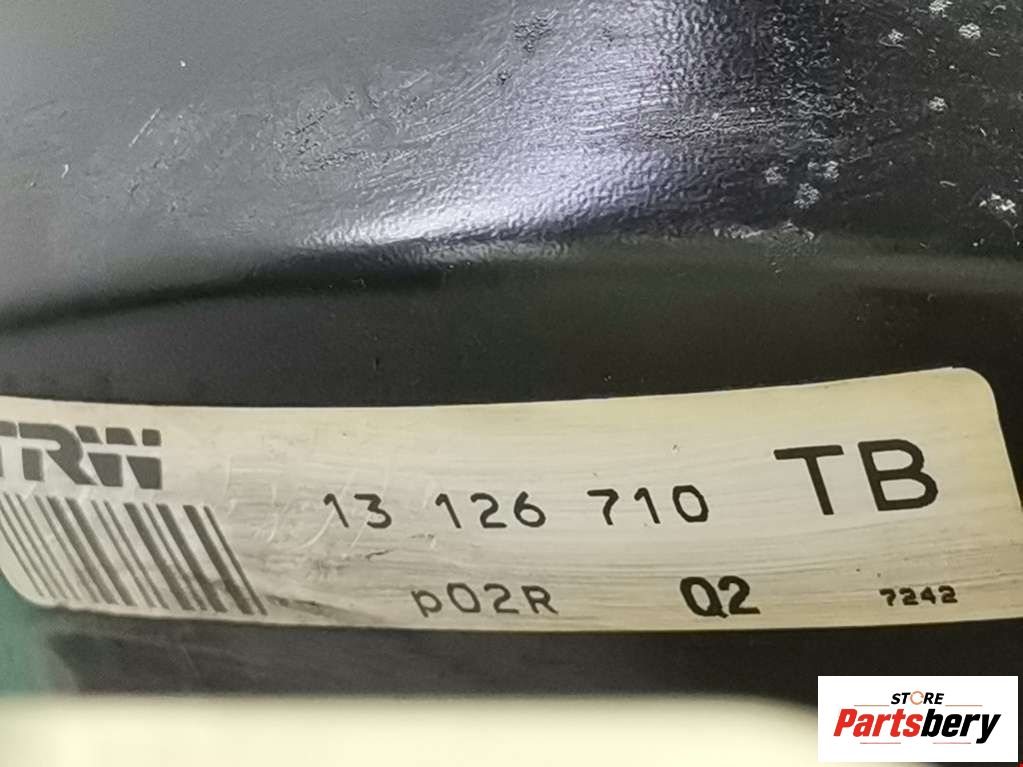 TRW
13 126 710 TB
p02R Q2 7242
STORE
Partsbery